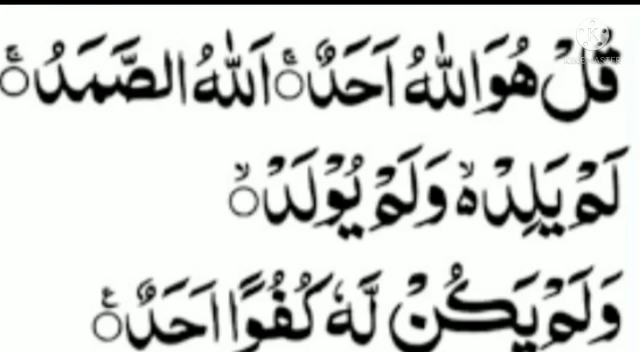 قُلْ هُوَ اللّٰهُ اَحَدٌ ۚ اَللّٰهُ الصَّمَدُ ۚ
لَمْ يَلِدْ ۙ وَلَمْ يُوْلَدْ ۙ
وَلَمْ يَكُنْ لَّهٗ كُفُوًا اَحَدٌ ۧ